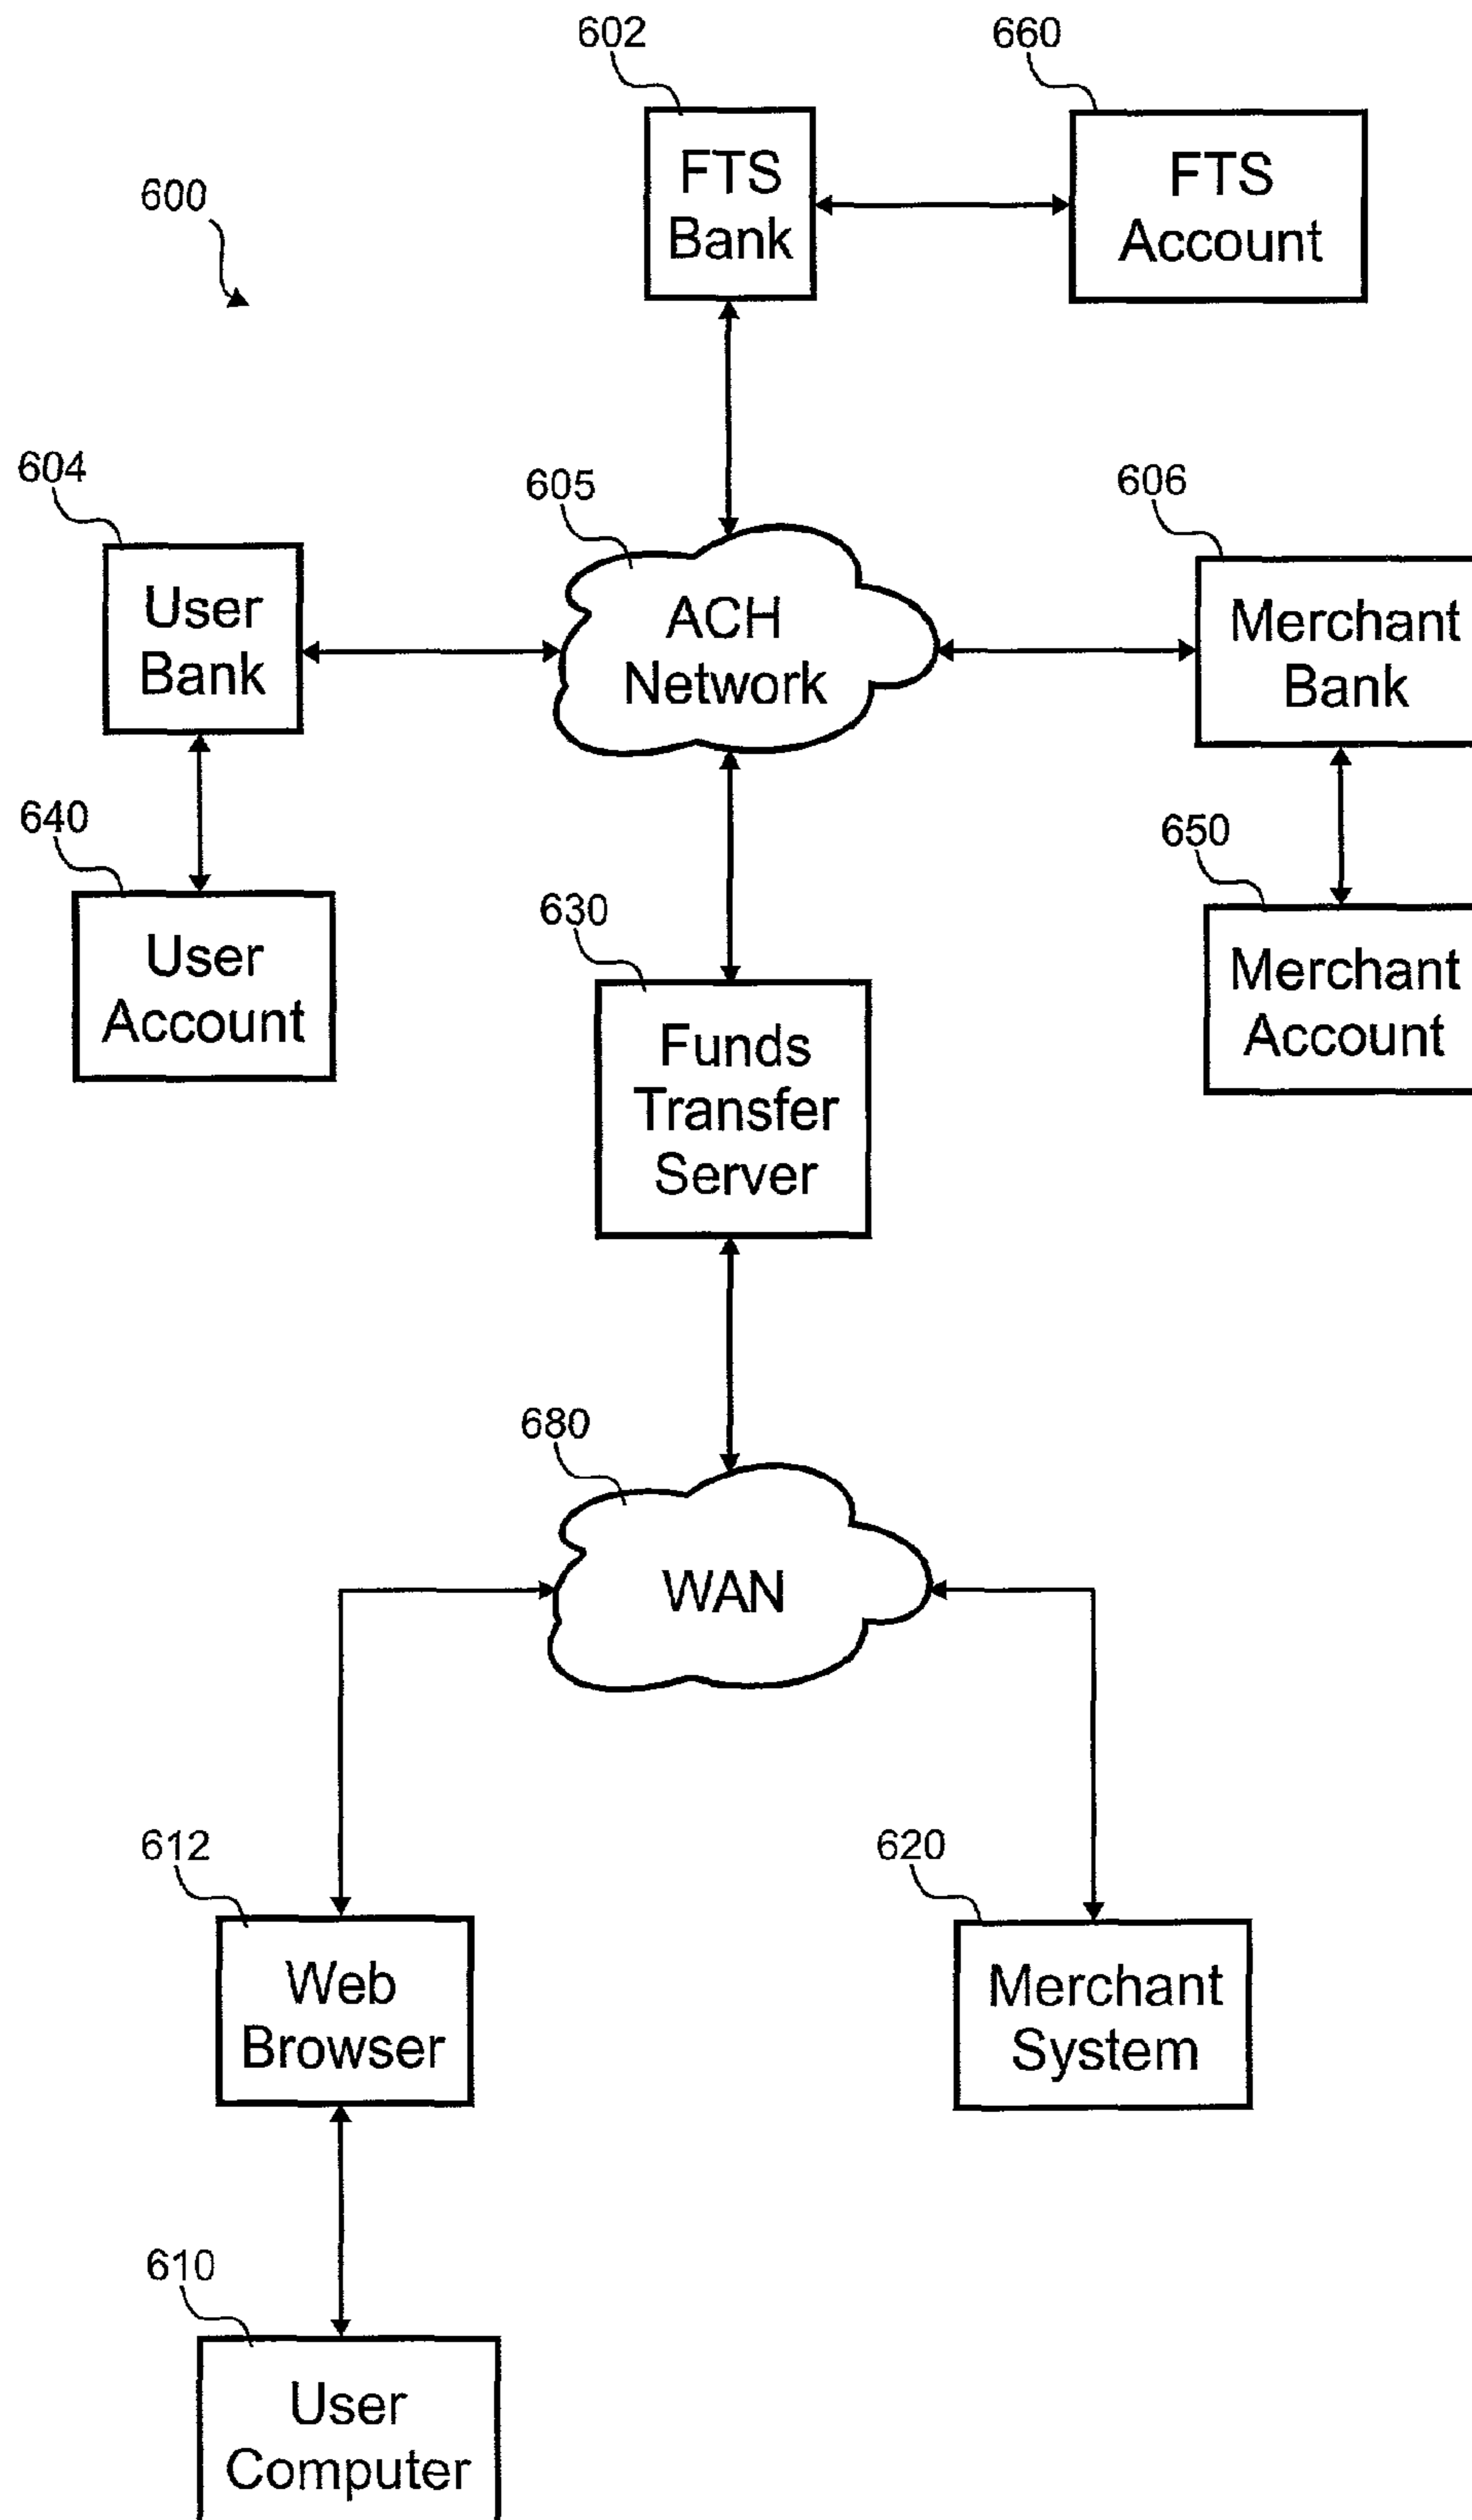 602
660
FTS
Bank
FTS
Account
600
604
605
606
User
Bank
ACH
Network
Merchant
Bank
640
650
User
Account
630
Merchant
Account
Funds
Transfer
Server
680
WAN
612
620
Web
Browser
Merchant
System
610
User
Computer